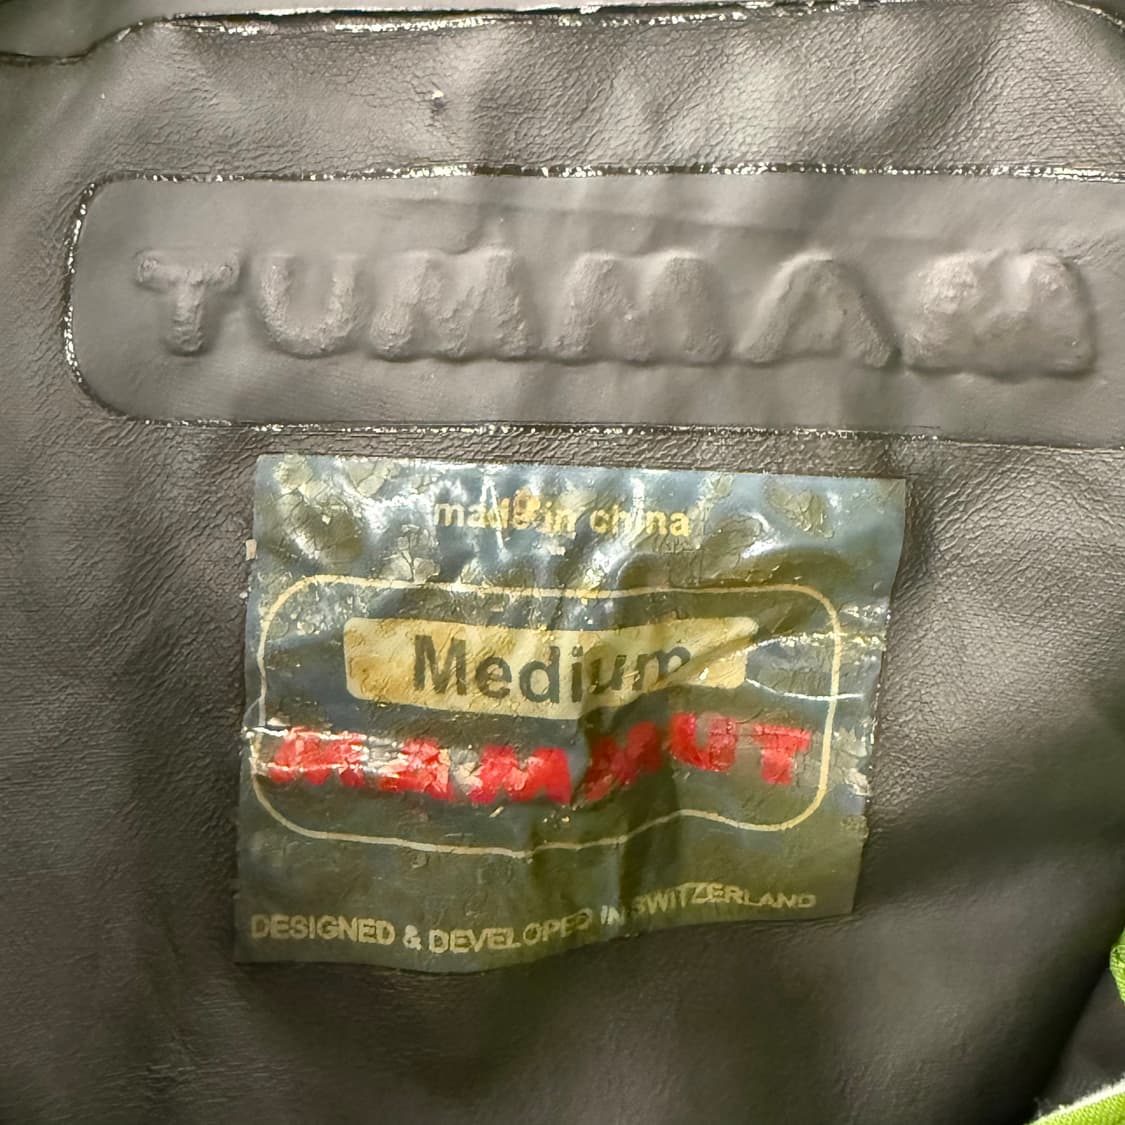 TUMMAM
made in china
Medium
MAMMUT
DESIGNED & DEVELOPED IN SWITZERLAND